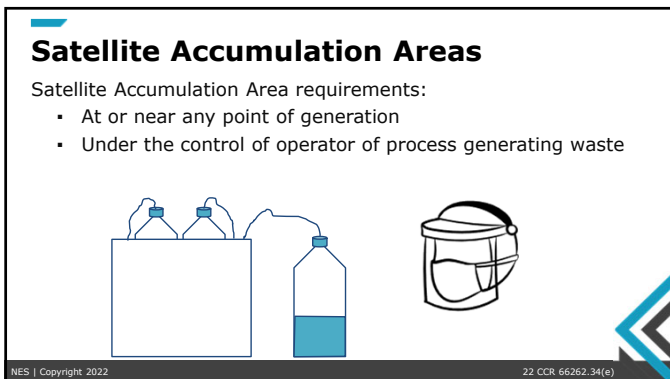 Satellite Accumulation Areas
Satellite Accumulation Area requirements:
▪ At or near any point of generation
▪ Under the control of operator of process generating waste
NES | Copyright 2022
22 CCR 66262.34(e)